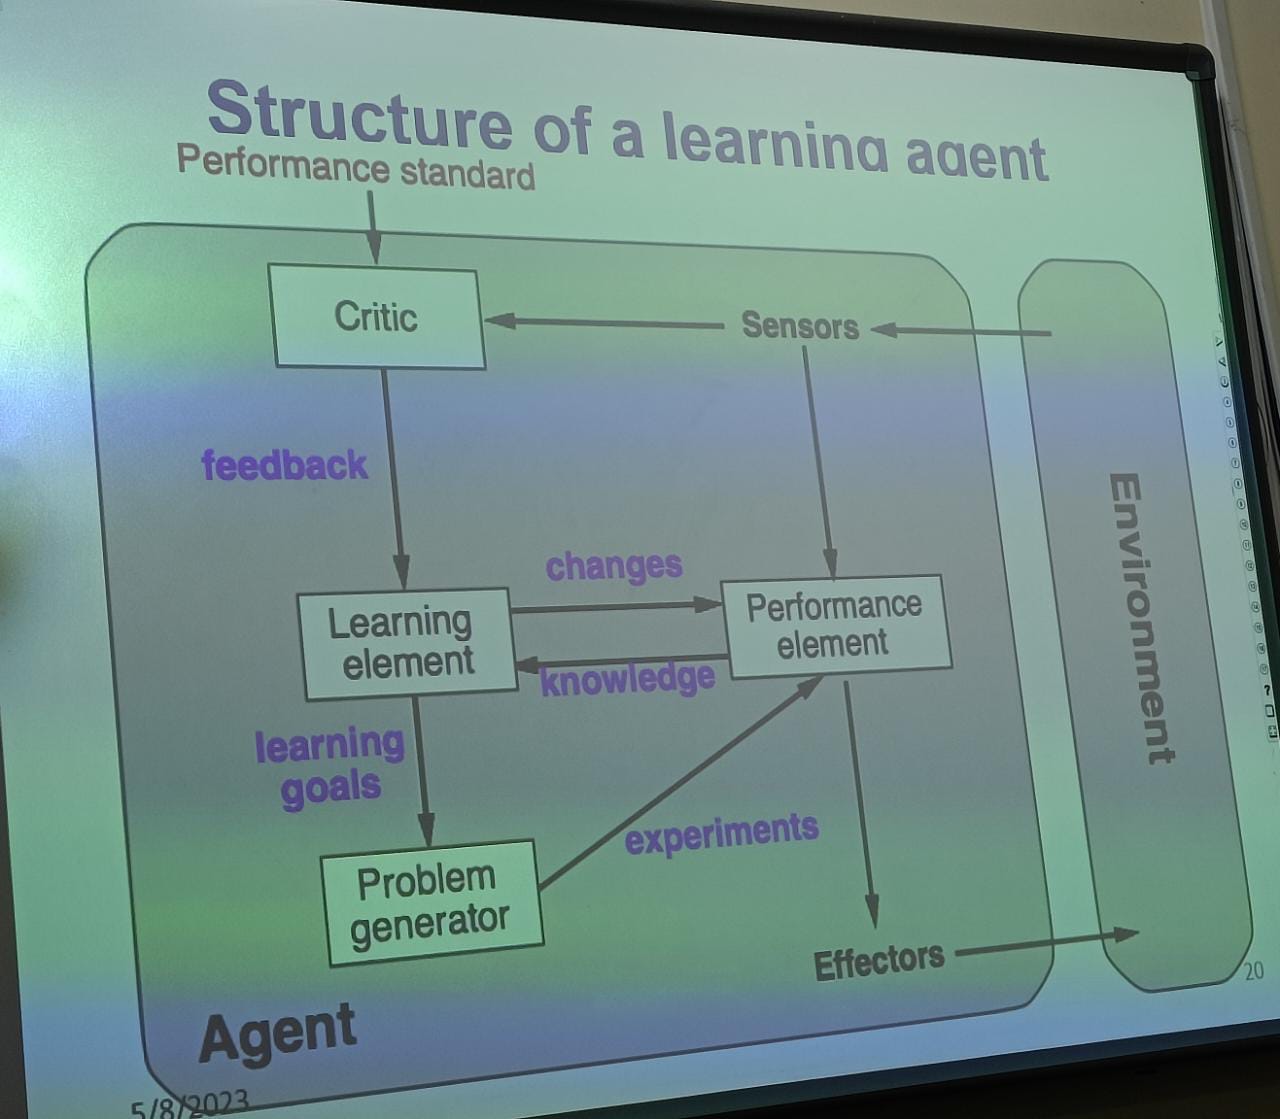 Structure of a learning agent
Performance standard
Critic
Sensors
feedback
changes
Learning
element
Performance
element
knowledge
learning
goals
experiments
Problem
generator
Effectors
Environment
Agent
20
5/8/2023